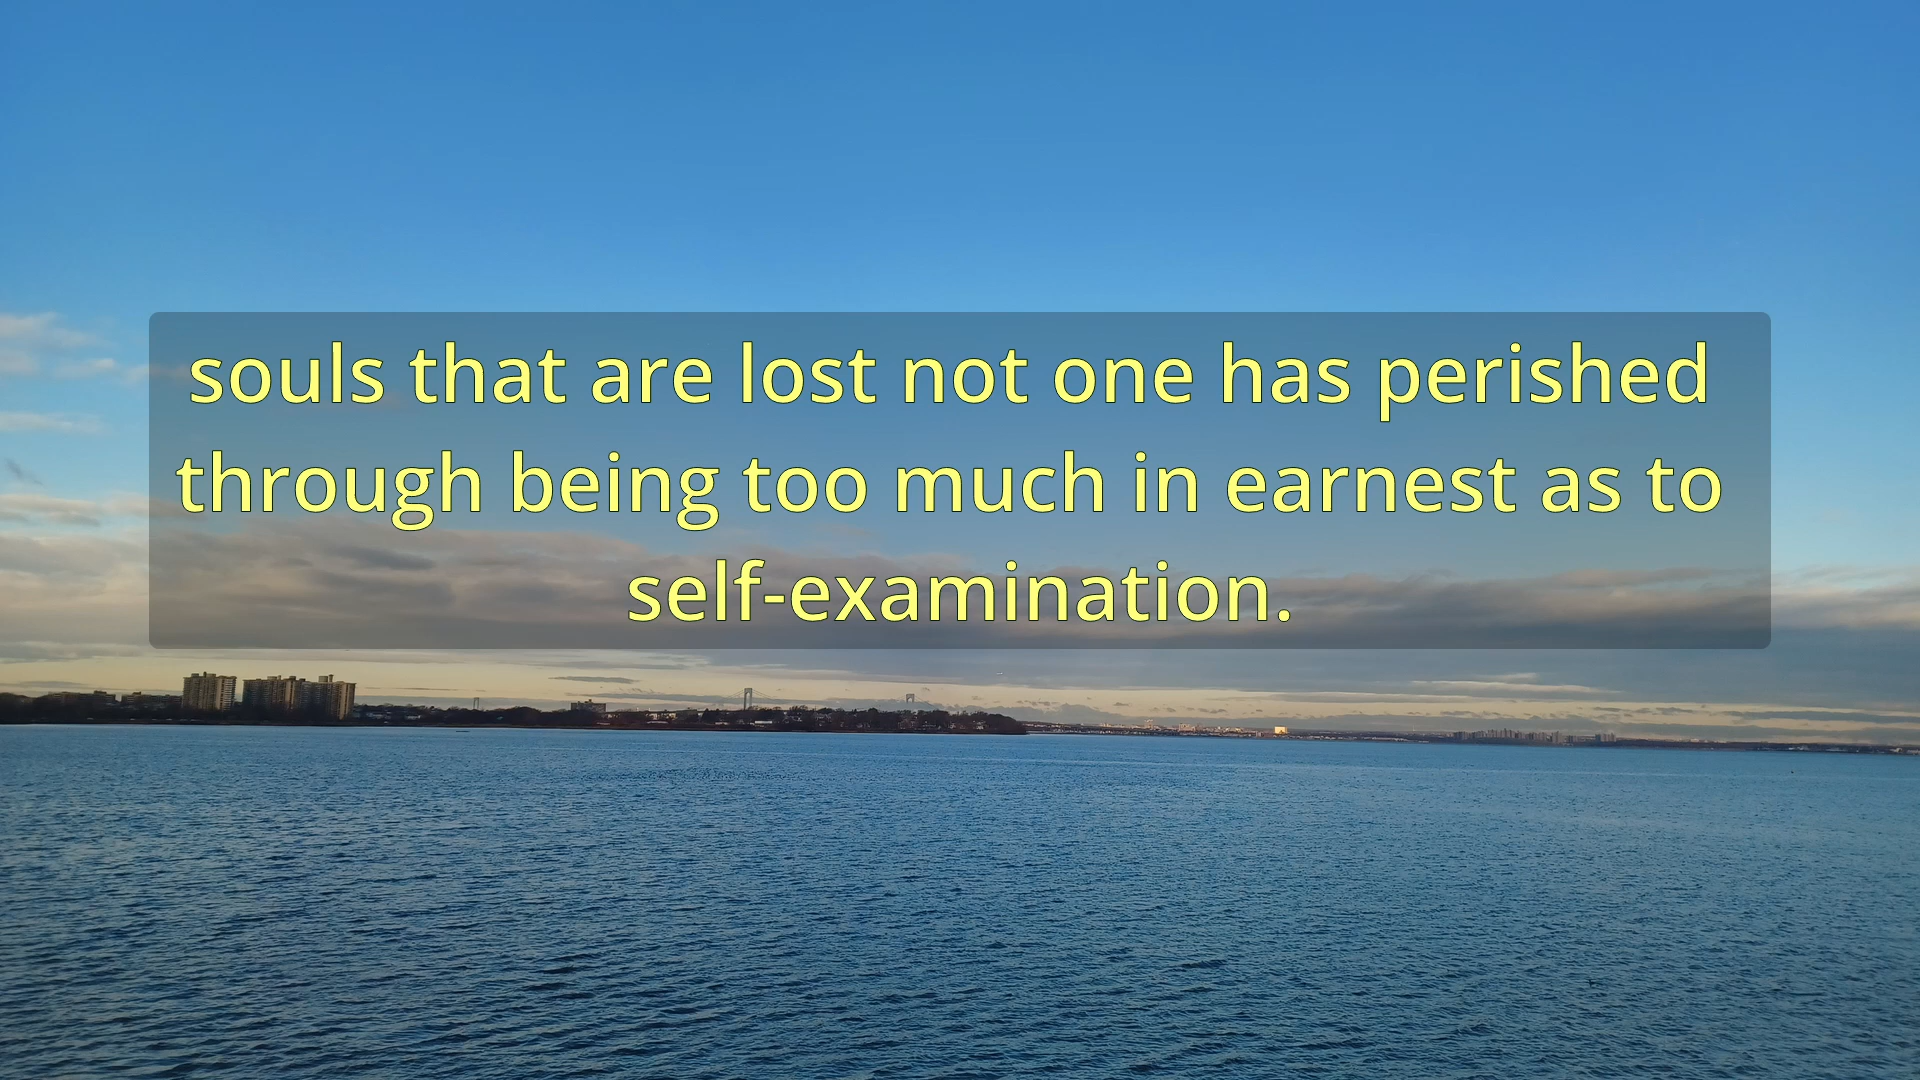 souls that are lost not one has perished
through being too much in earnest as to
self-examination.